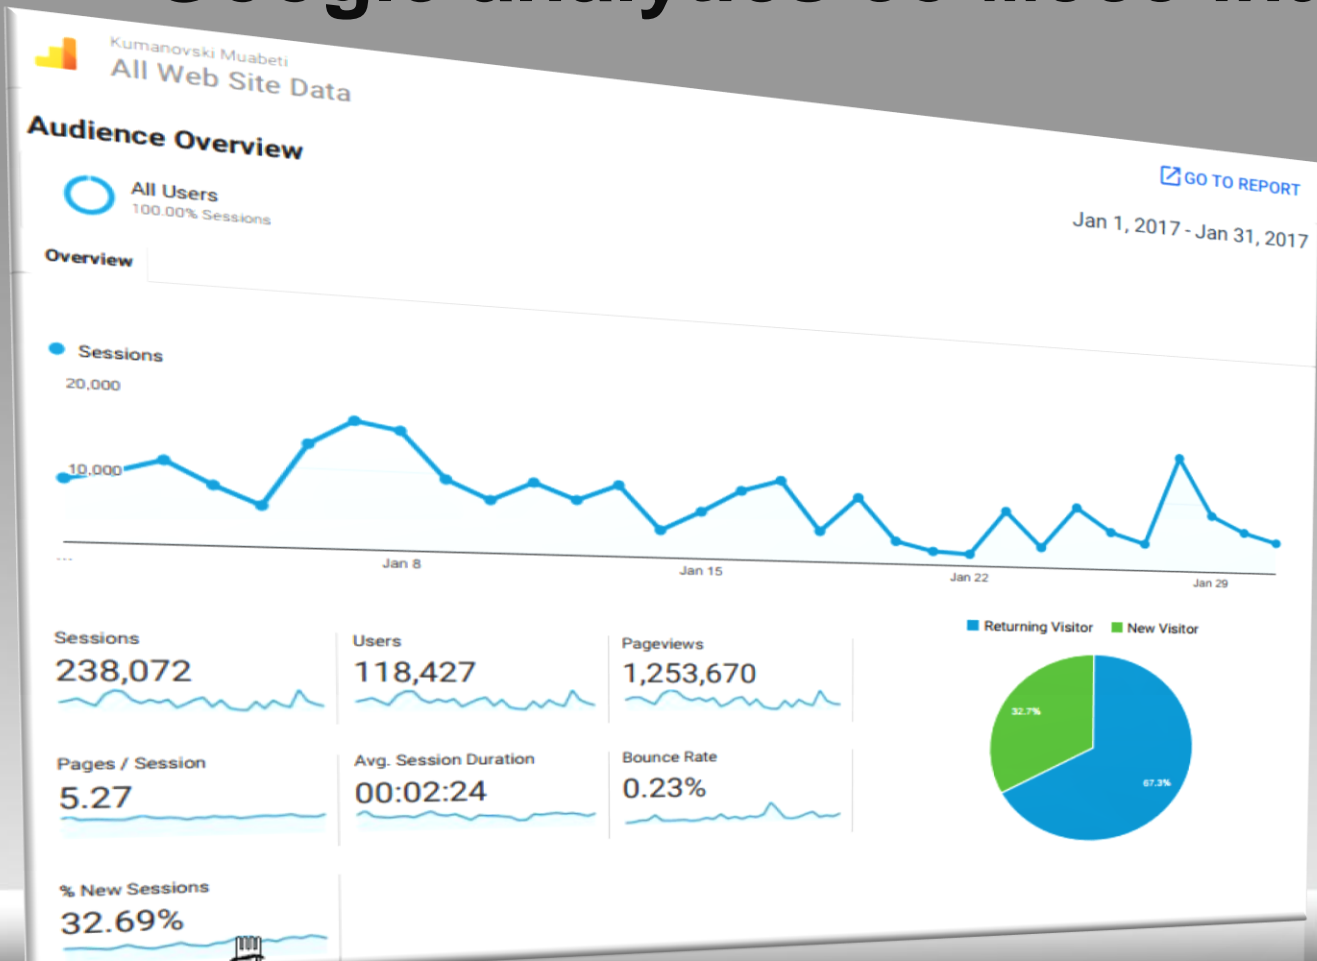 Kumanovski Muabeti
All Web Site Data
Audience Overview
GO TO REPORT
All Users
100.00% Sessions
Jan 1, 2017 - Jan 31, 2017
Overview
Sessions
20,000
10,000
...
Jan 8
Jan 15
Jan 22
Jan 29
Returning Visitor
New Visitor
Sessions
238,072
Users
118,427
Pageviews
1,253,670
32.7%
67.3%
Pages / Session
5.27
Avg. Session Duration
00:02:24
Bounce Rate
0.23%
% New Sessions
32.69%